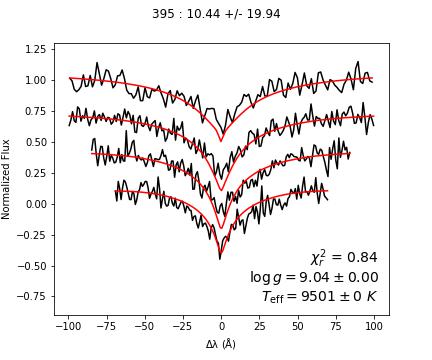 395 : 10.44 +/- 19.94
1.25
1.00
0.75
0.50
0.25
0.00
−0.25
−0.50
−0.75
Normalized Flux
χ²ᵣ = 0.84
log g = 9.04 ± 0.00
T_eff = 9501 ± 0 K
−100 −75 −50 −25 0 25 50 75 100
Δλ (Å)